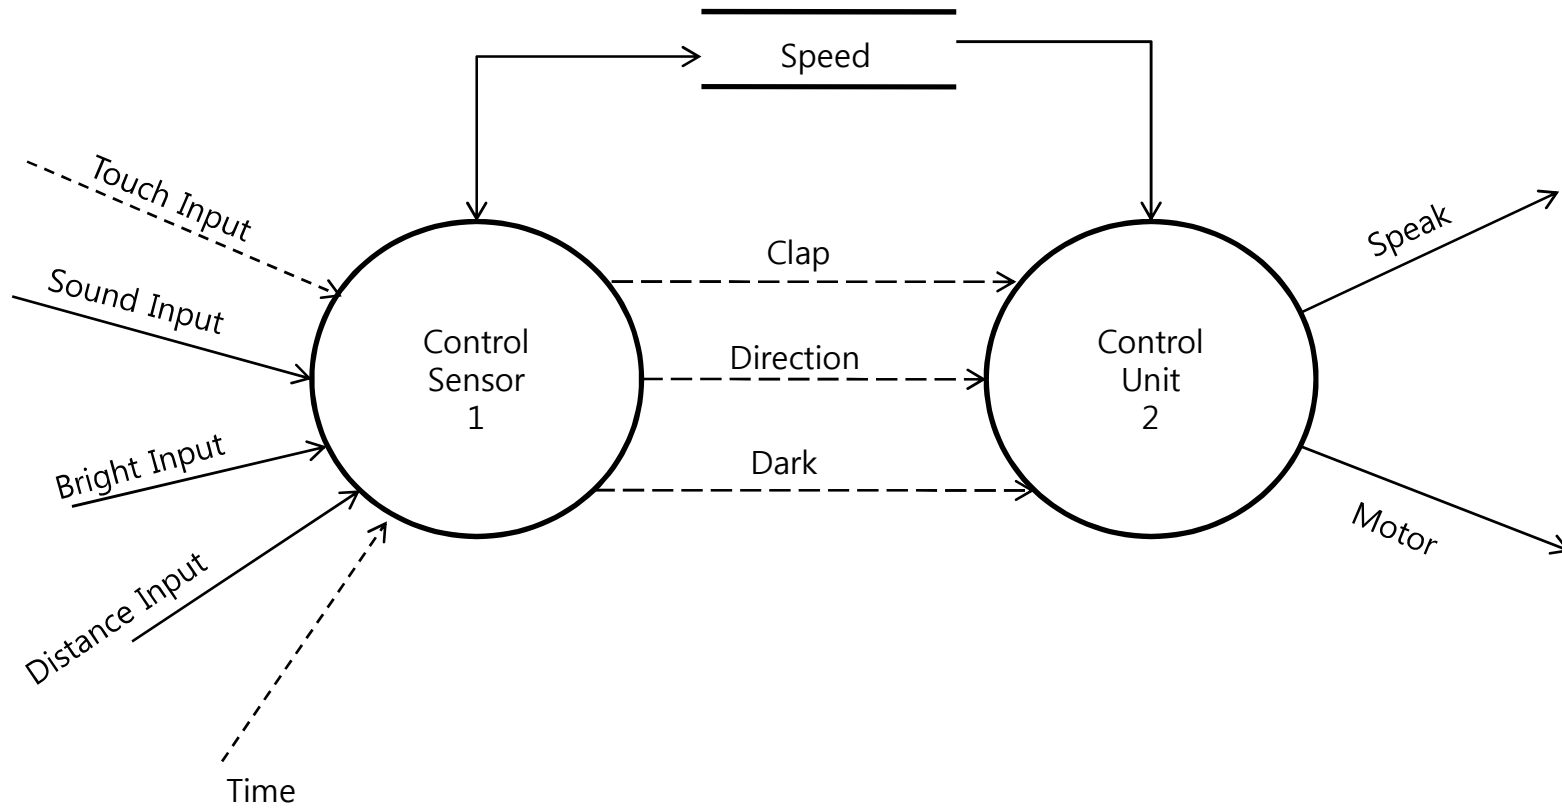 Speed
Touch Input
Sound Input
Bright Input
Distance Input
Time
Control
Sensor
1
Clap
Direction
Dark
Control
Unit
2
Speak
Motor